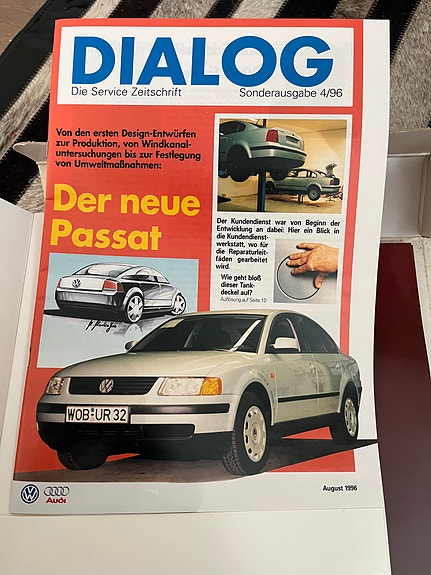 DIALOG
Die Service Zeitschrift
Sonderausgabe 4/96
Von den ersten Design-Entwürfen
zur Produktion, von Windkanal-
untersuchungen bis zur Festlegung
von Umweltmaßnahmen:
Der neue
Passat
Der Kundendienst war von Beginn der
Entwicklung an dabei: Hier ein Blick in
die Kundendienst-
werkstatt, wo für
die Reparaturleit-
fäden gearbeitet
wird.
Wie geht bloß
dieser Tank-
deckel auf?
Auflösung auf Seite 10
WOB UR 32
Audi
August 1996